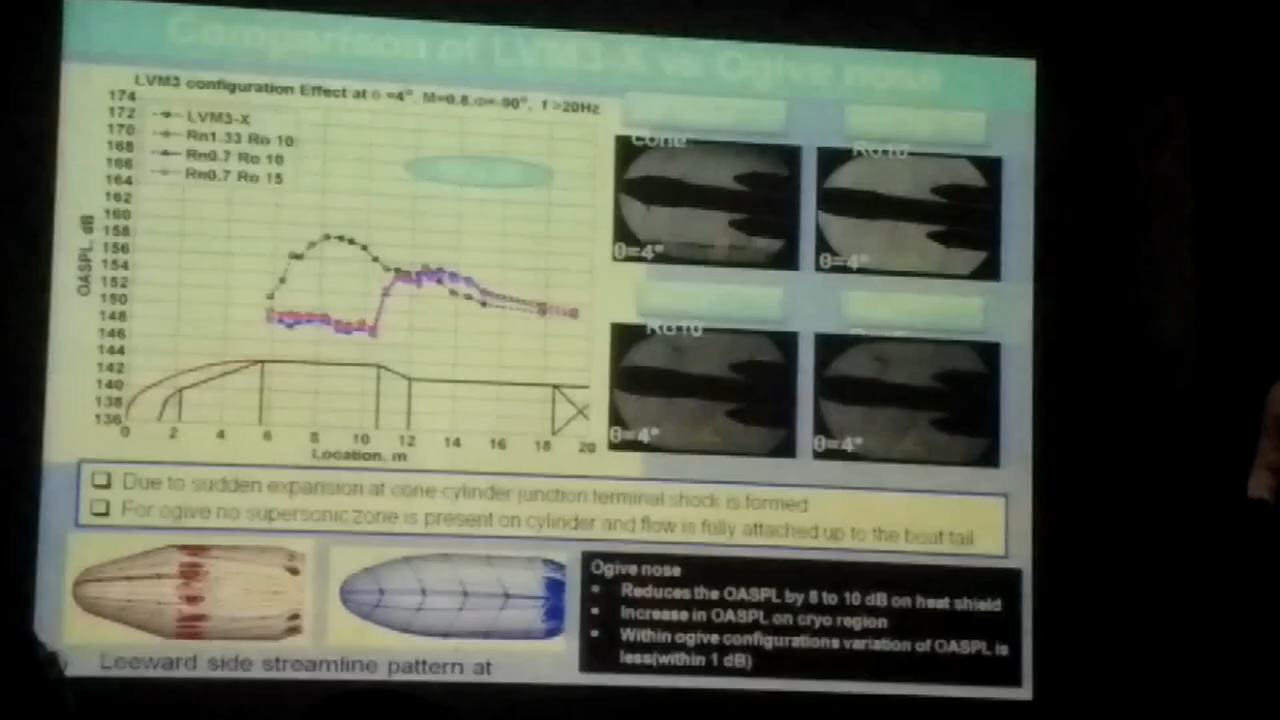 Comparison of LVM3-X vs Ogive nose
LVM3 configuration Effect at θ =4°, M=0.8,Φ=-90°, f >20Hz
174
172
170
168
166
164
162
160
158
156
154
152
150
148
146
144
142
140
138
136
OASPL, dB
LVM3-X
Rn1.33 Ro 10
Rn0.7 Ro 10
Rn0.7 Ro 15
0 2 4 6 8 10 12 14 16 18 20
Location, m
cone
θ=4°
Ro10
θ=4°
Ro10
θ=4°
θ=4°
❑ Due to sudden expansion at cone cylinder junction terminal shock is formed
❑ For ogive no supersonic zone is present on cylinder and flow is fully attached up to the boat tail
Leeward side streamline pattern at
Ogive nose
• Reduces the OASPL by 8 to 10 dB on heat shield
• Increase in OASPL on cryo region
• Within ogive configurations variation of OASPL is
less(within 1 dB)